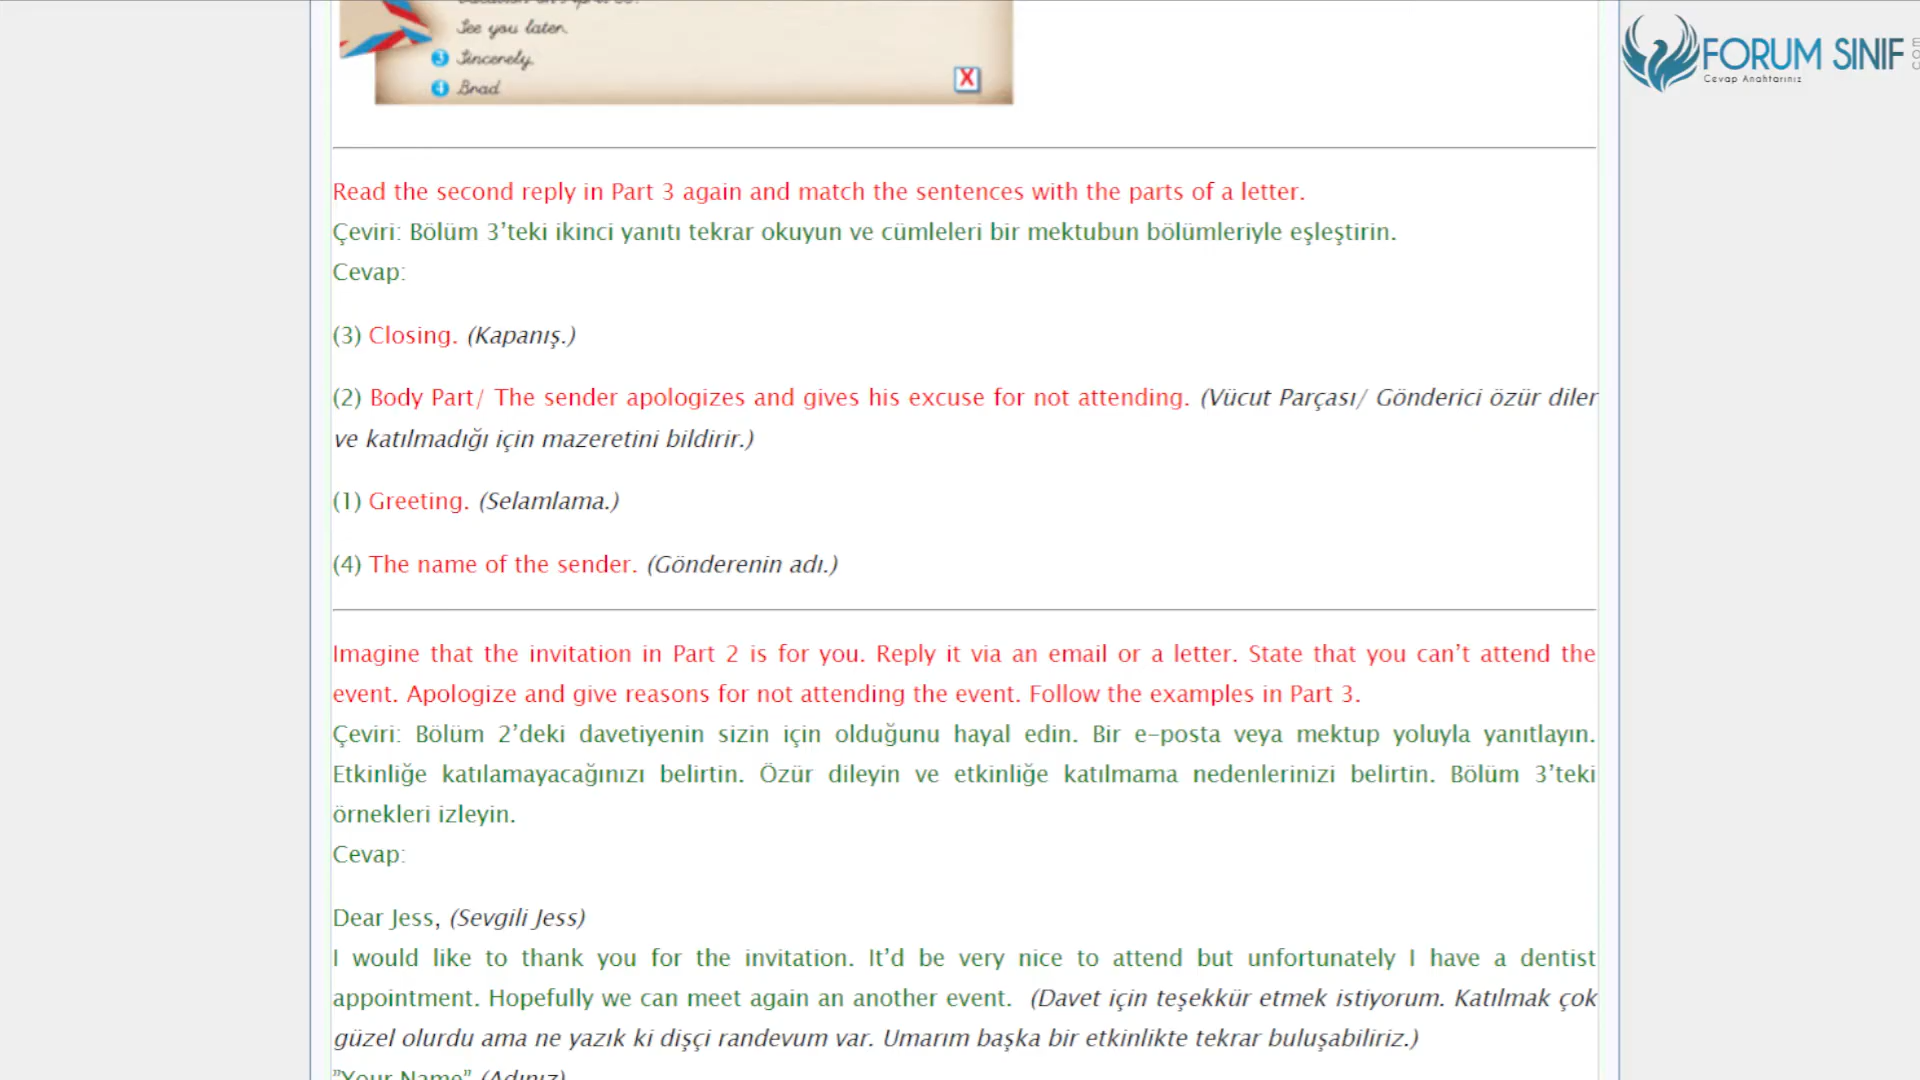 See you later.
3 Sincerely,
4 Brad
X
FORUM SINIF
Cevap Anahtarınız
Read the second reply in Part 3 again and match the sentences with the parts of a letter.
Çeviri: Bölüm 3’teki ikinci yanıtı tekrar okuyun ve cümleleri bir mektubun bölümleriyle eşleştirin.
Cevap:
(3) Closing. (Kapanış.)
(2) Body Part/ The sender apologizes and gives his excuse for not attending. (Vücut Parçası/ Gönderici özür diler
ve katılmadığı için mazeretini bildirir.)
(1) Greeting. (Selamlama.)
(4) The name of the sender. (Gönderenin adı.)
Imagine that the invitation in Part 2 is for you. Reply it via an email or a letter. State that you can’t attend the
event. Apologize and give reasons for not attending the event. Follow the examples in Part 3.
Çeviri: Bölüm 2’deki davetiyenin sizin için olduğunu hayal edin. Bir e-posta veya mektup yoluyla yanıtlayın.
Etkinliğe katılamayacağınızı belirtin. Özür dileyin ve etkinliğe katılmama nedenlerinizi belirtin. Bölüm 3’teki
örnekleri izleyin.
Cevap:
Dear Jess, (Sevgili Jess)
I would like to thank you for the invitation. It’d be very nice to attend but unfortunately I have a dentist
appointment. Hopefully we can meet again an another event. (Davet için teşekkür etmek istiyorum. Katılmak çok
güzel olurdu ama ne yazık ki dişçi randevum var. Umarım başka bir etkinlikte tekrar buluşabiliriz.)
”Your Name” (Adınız)